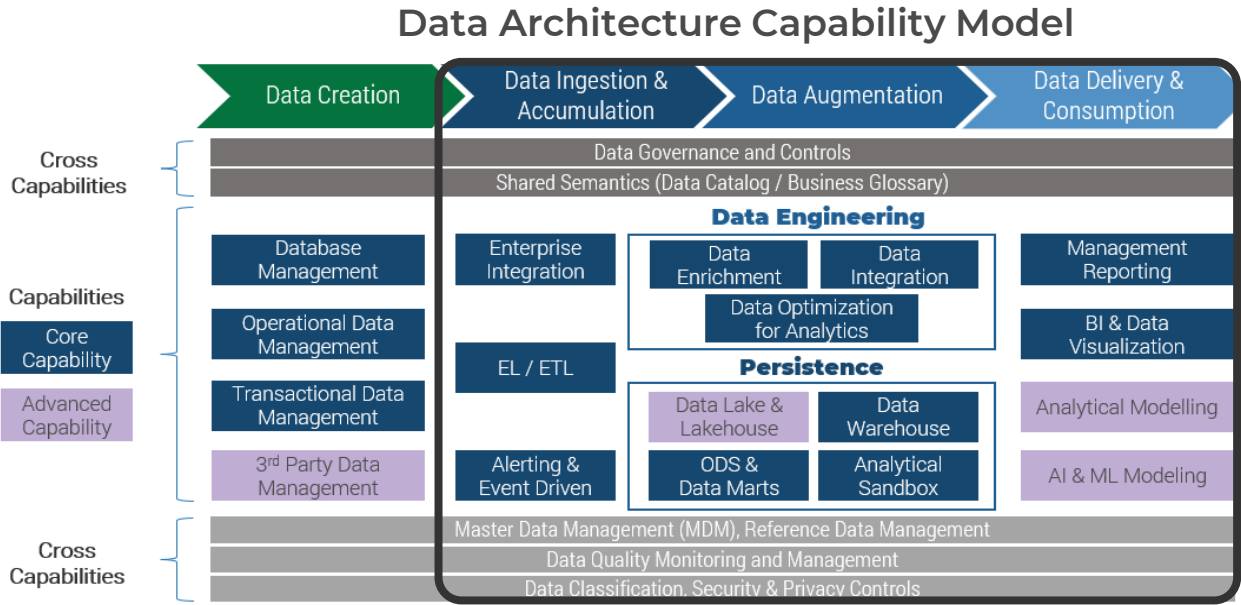 Data Architecture Capability Model
Data Creation
Data Ingestion &
Accumulation
Data Augmentation
Data Delivery &
Consumption
Cross
Capabilities
Data Governance and Controls
Shared Semantics (Data Catalog / Business Glossary)
Capabilities
Core
Capability
Advanced
Capability
Database
Management
Operational Data
Management
Transactional Data
Management
3rd Party Data
Management
Enterprise
Integration
EL / ETL
Alerting &
Event Driven
Data Engineering
Data
Enrichment
Data
Integration
Data Optimization
for Analytics
Persistence
Data Lake &
Lakehouse
Data
Warehouse
ODS &
Data Marts
Analytical
Sandbox
Management
Reporting
BI & Data
Visualization
Analytical Modelling
AI & ML Modeling
Cross
Capabilities
Master Data Management (MDM), Reference Data Management
Data Quality Monitoring and Management
Data Classification, Security & Privacy Controls